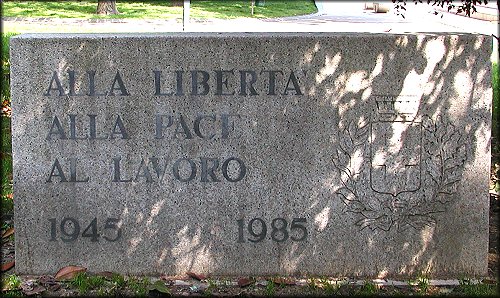 ALLA LIBERTA'
ALLA PACE
AL LAVORO
1945 1985